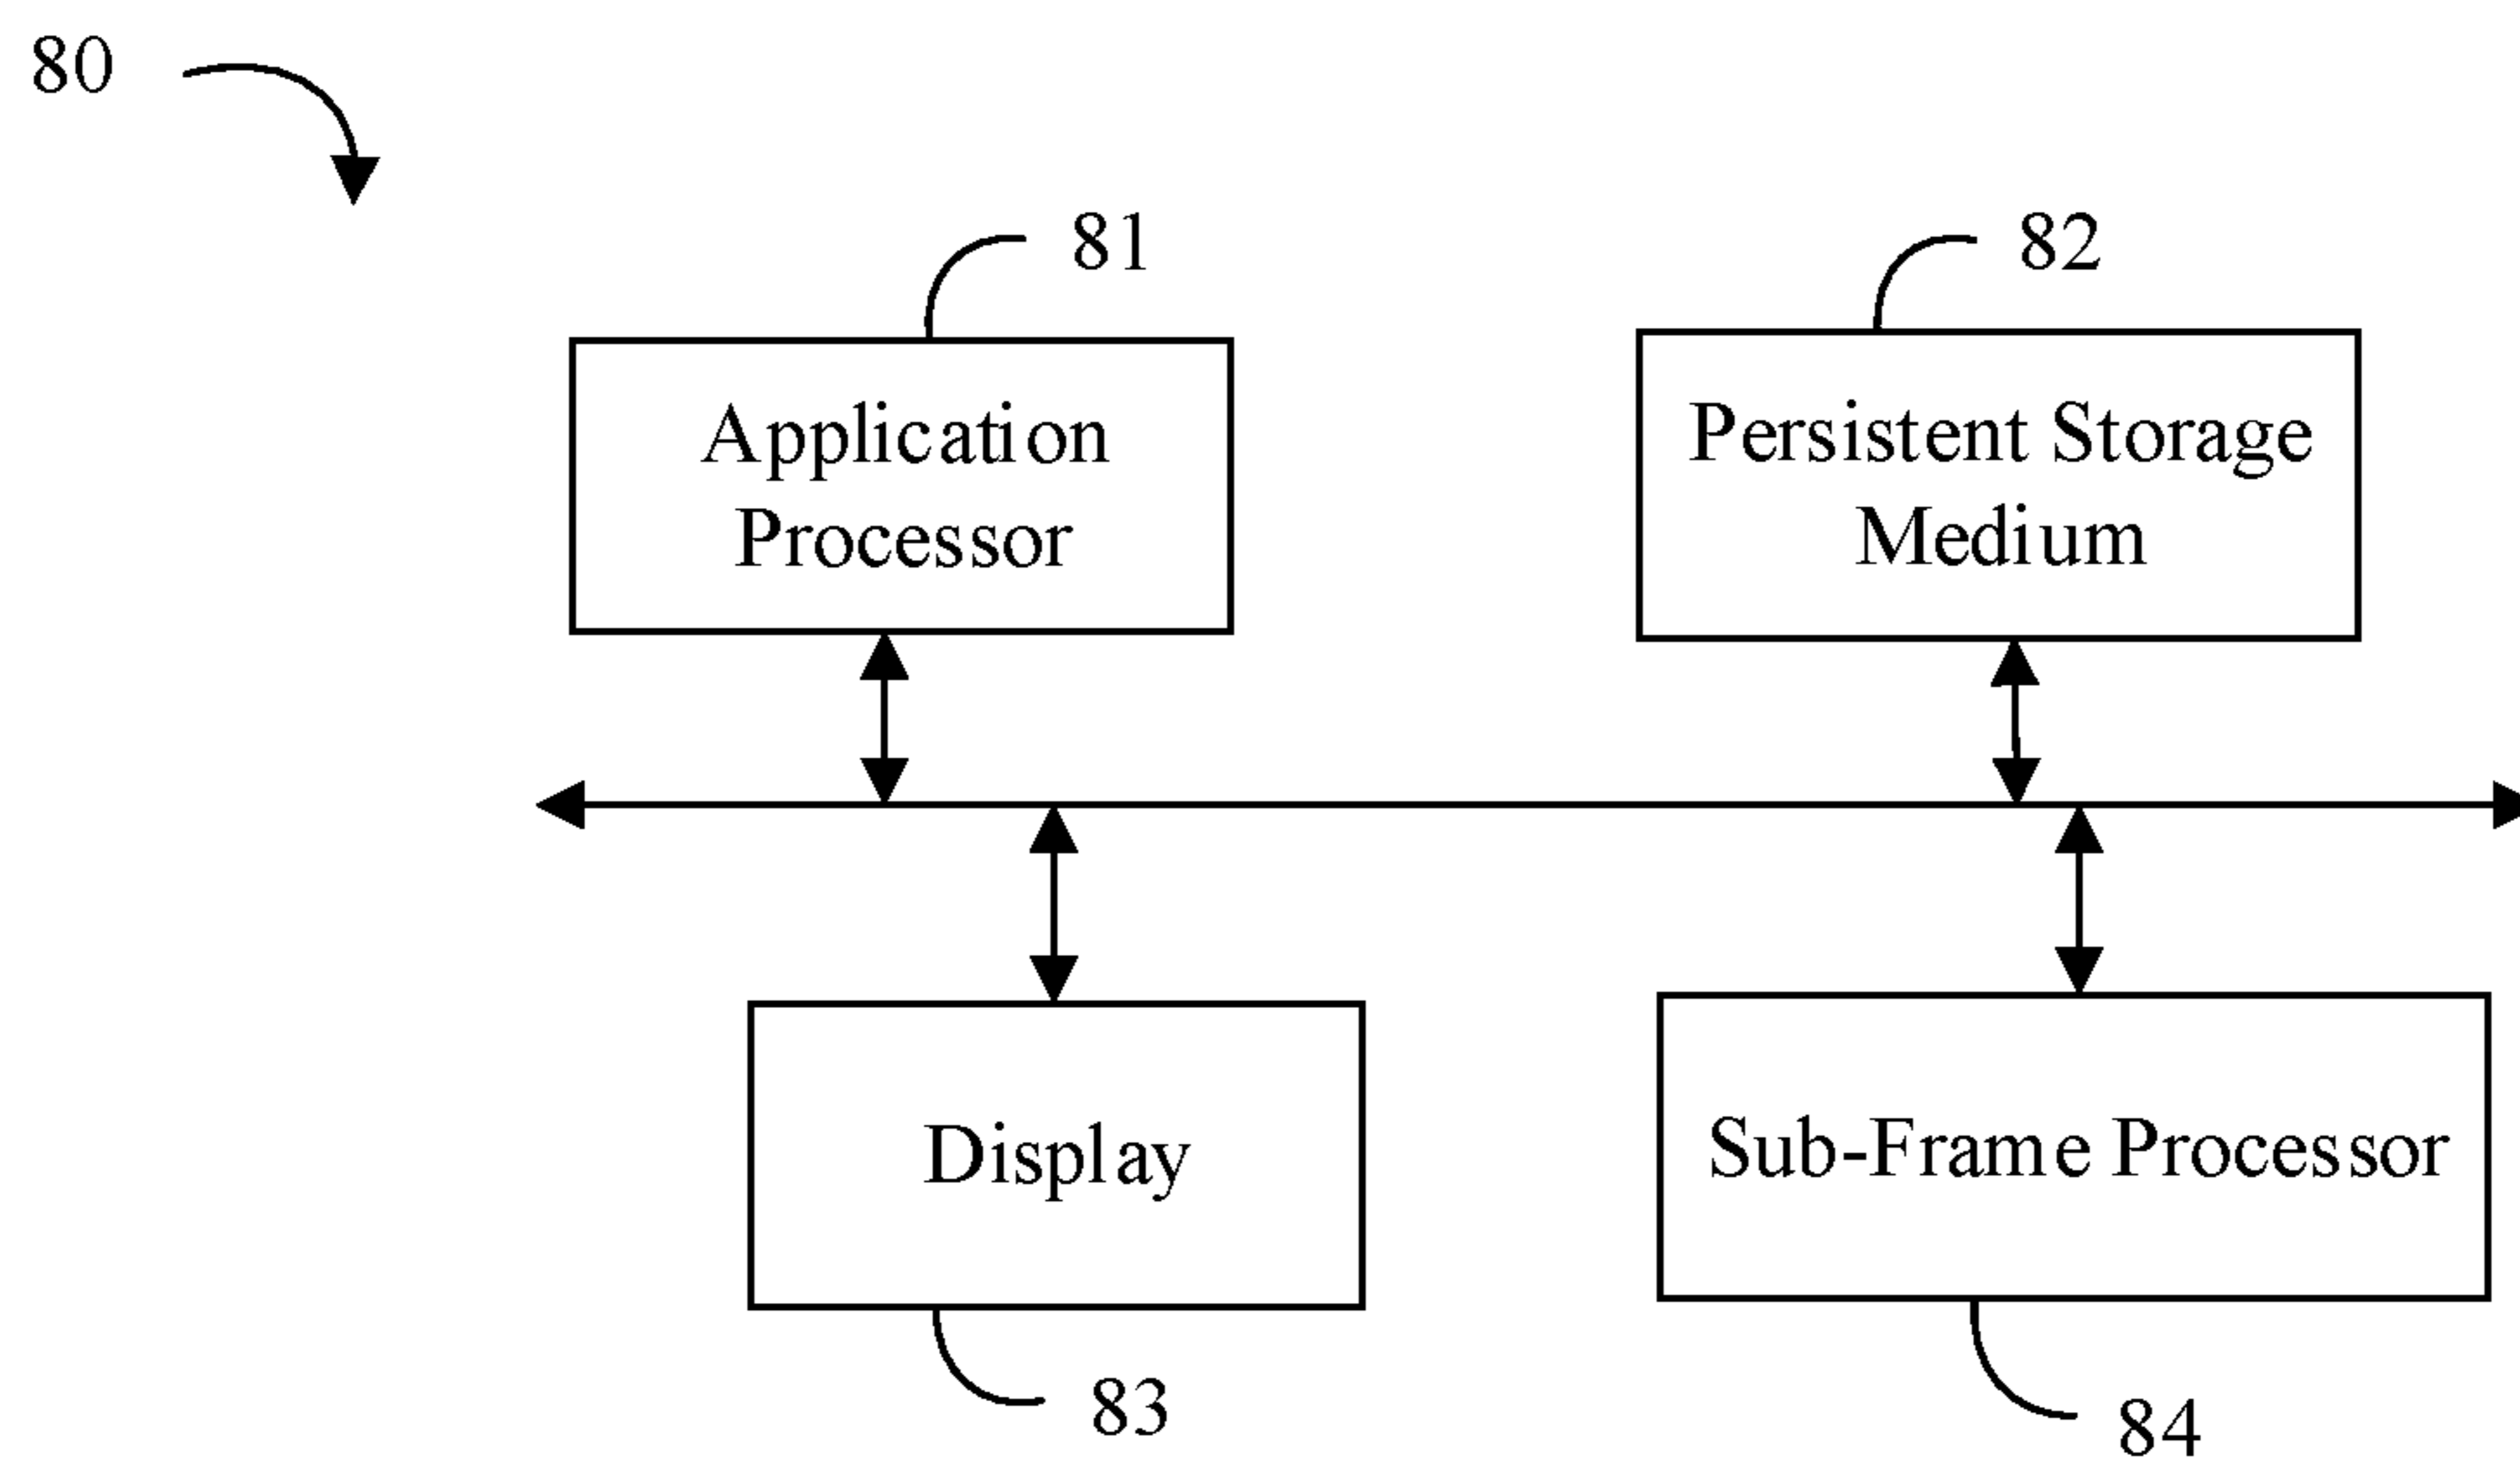 80
81
82
Application
Processor
Persistent Storage
Medium
Display
Sub-Frame Processor
83
84